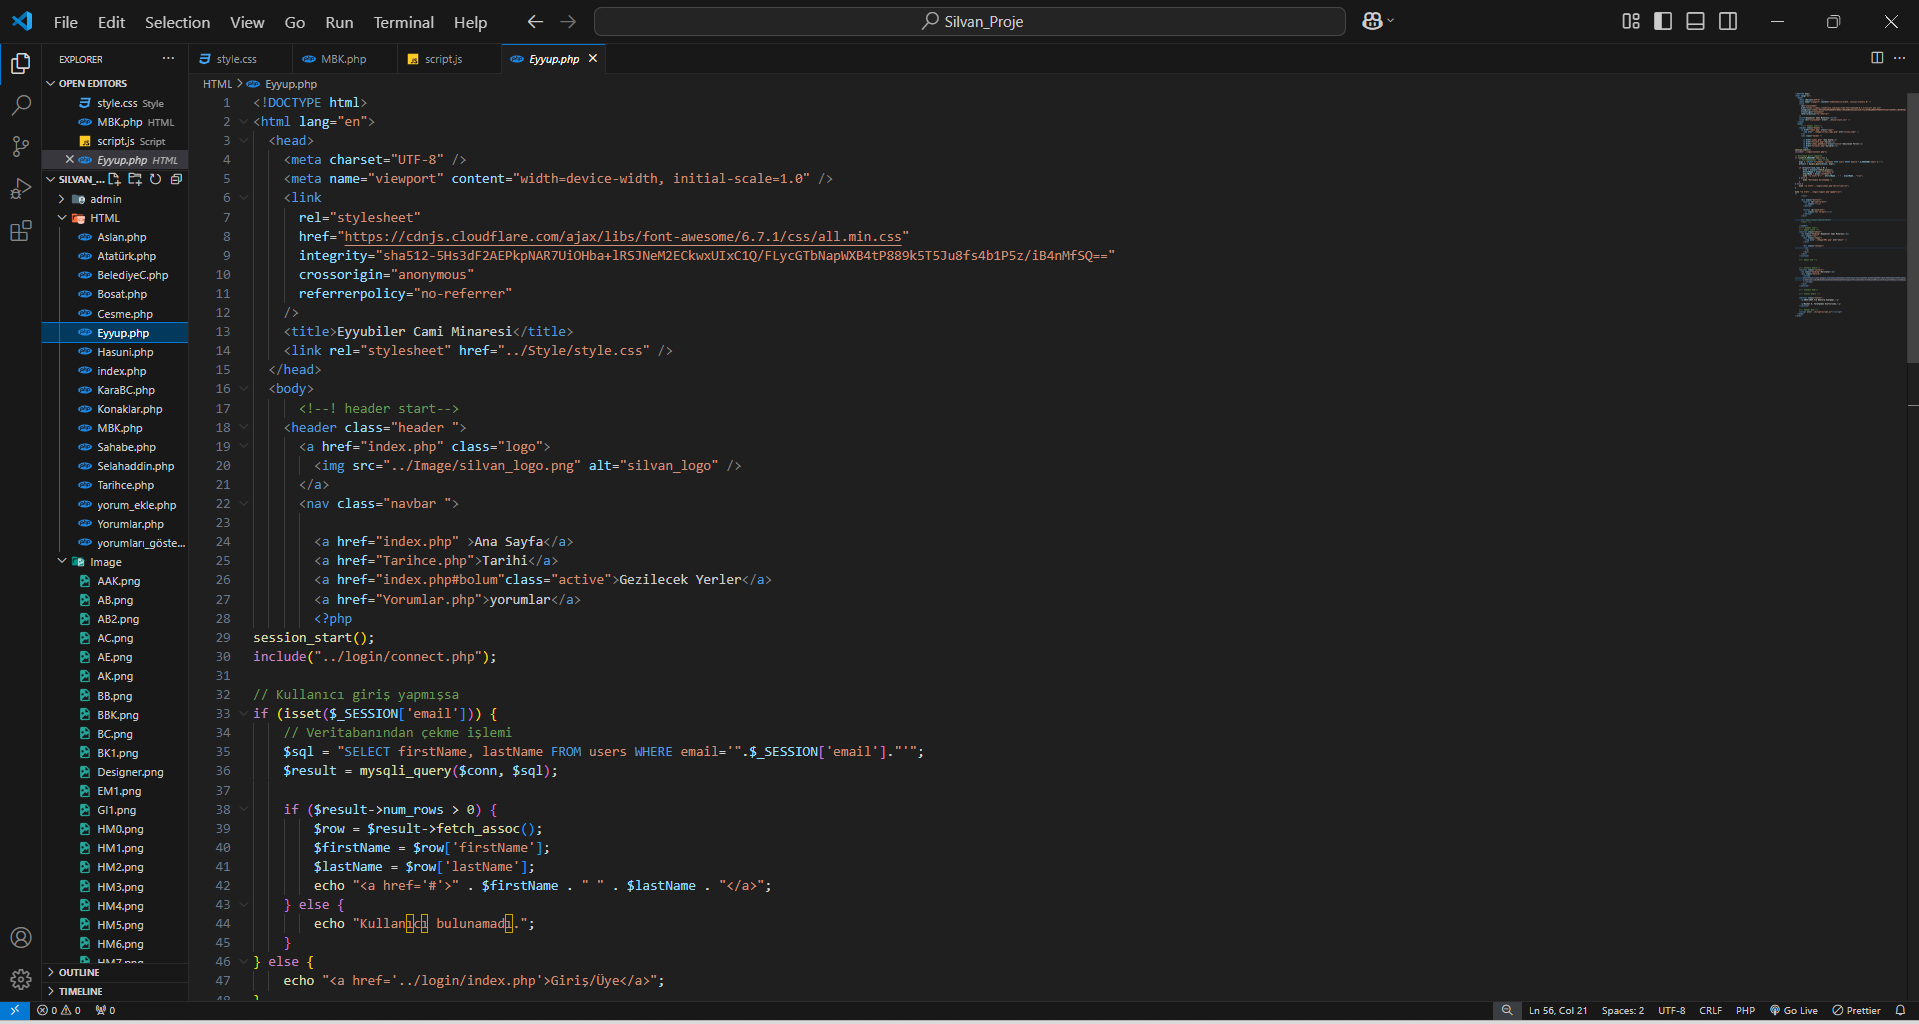 File Edit Selection View Go Run Terminal Help
Silvan_Proje
EXPLORER
OPEN EDITORS
style.css Style
MBK.php HTML
script.js Script
Eyyup.php HTML
SILVAN_...
admin
HTML
Aslan.php
Atatürk.php
BelediyeC.php
Bosat.php
Cesme.php
Eyyup.php
Hasuni.php
index.php
KaraBC.php
Konaklar.php
MBK.php
Sahabe.php
Selahaddin.php
Tarihce.php
yorum_ekle.php
Yorumlar.php
yorumları_göste...
Image
AAK.png
AB.png
AB2.png
AC.png
AE.png
AK.png
BB.png
BBK.png
BC.png
BK1.png
Designer.png
EM1.png
GI1.png
HM0.png
HM1.png
HM2.png
HM3.png
HM4.png
HM5.png
HM6.png
HM7.png
OUTLINE
TIMELINE
style.css MBK.php script.js Eyyup.php
HTML > Eyyup.php
1 <!DOCTYPE html>
2 <html lang="en">
3 <head>
4 <meta charset="UTF-8" />
5 <meta name="viewport" content="width=device-width, initial-scale=1.0" />
6 <link
7 rel="stylesheet"
8 href="https://cdnjs.cloudflare.com/ajax/libs/font-awesome/6.7.1/css/all.min.css"
9 integrity="sha512-5Hs3dF2AEPkpNAR7UiOHba+lRSJNeM2ECkwxUIxC1Q/FLycGTbNapWXB4tP889k5T5Ju8fs4b1P5z/iB4nMfSQ=="
10 crossorigin="anonymous"
11 referrerpolicy="no-referrer"
12 />
13 <title>Eyyubiler Cami Minaresi</title>
14 <link rel="stylesheet" href="../Style/style.css" />
15 </head>
16 <body>
17 <!--! header start-->
18 <header class="header ">
19 <a href="index.php" class="logo">
20 <img src="../Image/silvan_logo.png" alt="silvan_logo" />
21 </a>
22 <nav class="navbar ">
23
24 <a href="index.php" >Ana Sayfa</a>
25 <a href="Tarihce.php">Tarihi</a>
26 <a href="index.php#bolum"class="active">Gezilecek Yerler</a>
27 <a href="Yorumlar.php">yorumlar</a>
28 <?php
29 session_start();
30 include("../login/connect.php");
31
32 // Kullanıcı giriş yapmışsa
33 if (isset($_SESSION['email'])) {
34 // Veritabanından çekme işlemi
35 $sql = "SELECT firstName, lastName FROM users WHERE email='".$_SESSION['email']."'";
36 $result = mysqli_query($conn, $sql);
37
38 if ($result->num_rows > 0) {
39 $row = $result->fetch_assoc();
40 $firstName = $row['firstName'];
41 $lastName = $row['lastName'];
42 echo "<a href='#'>" . $firstName . " " . $lastName . "</a>";
43 } else {
44 echo "Kullanıcı bulunamadı.";
45 }
46 } else {
47 echo "<a href='../login/index.php'>Giriş/Üye</a>";
48 }
0 0 0
Ln 56, Col 21 Spaces: 2 UTF-8 CRLF PHP Go Live Prettier